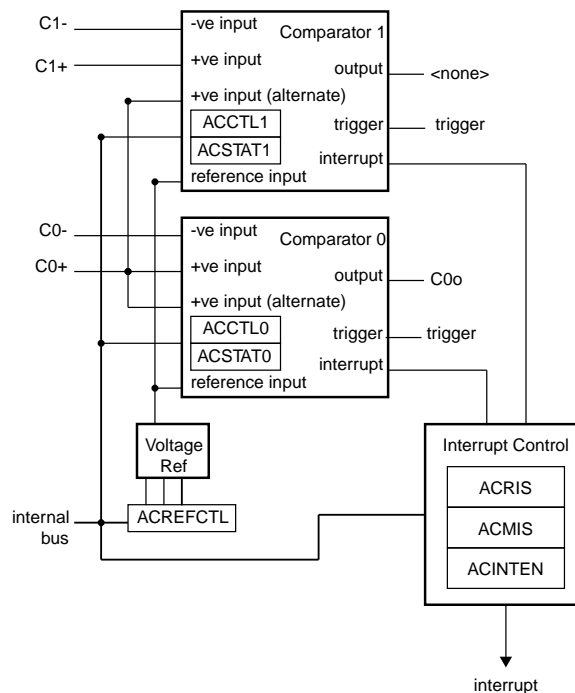 C1-
-ve input
Comparator 1
C1+
+ve input
output
<none>
+ve input (alternate)
ACCTL1
trigger
trigger
ACSTAT1
interrupt
reference input
C0-
-ve input
Comparator 0
C0+
+ve input
output
C0o
+ve input (alternate)
ACCTL0
trigger
trigger
ACSTAT0
interrupt
reference input
Voltage
Ref
Interrupt Control
ACRIS
internal
bus
ACREFCTL
ACMIS
ACINTEN
interrupt